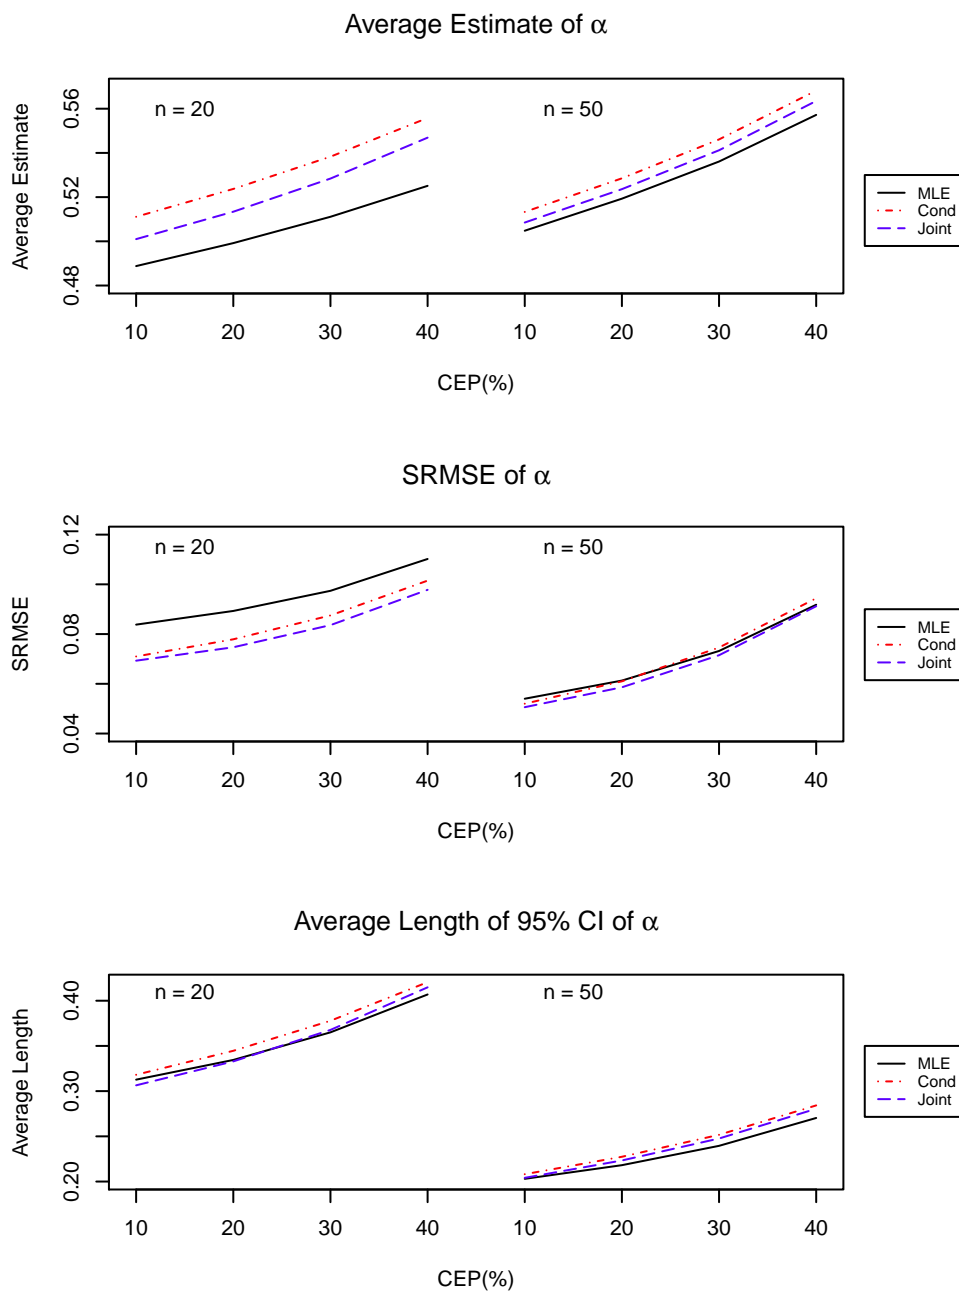 Average Estimate of α
n = 20
n = 50
Average Estimate
0.48
0.52
0.56
10 20 30 40 10 20 30 40
CEP(%)
MLE
Cond
Joint
SRMSE of α
n = 20
n = 50
SRMSE
0.04
0.08
0.12
10 20 30 40 10 20 30 40
CEP(%)
MLE
Cond
Joint
Average Length of 95% CI of α
n = 20
n = 50
Average Length
0.20
0.30
0.40
10 20 30 40 10 20 30 40
CEP(%)
MLE
Cond
Joint